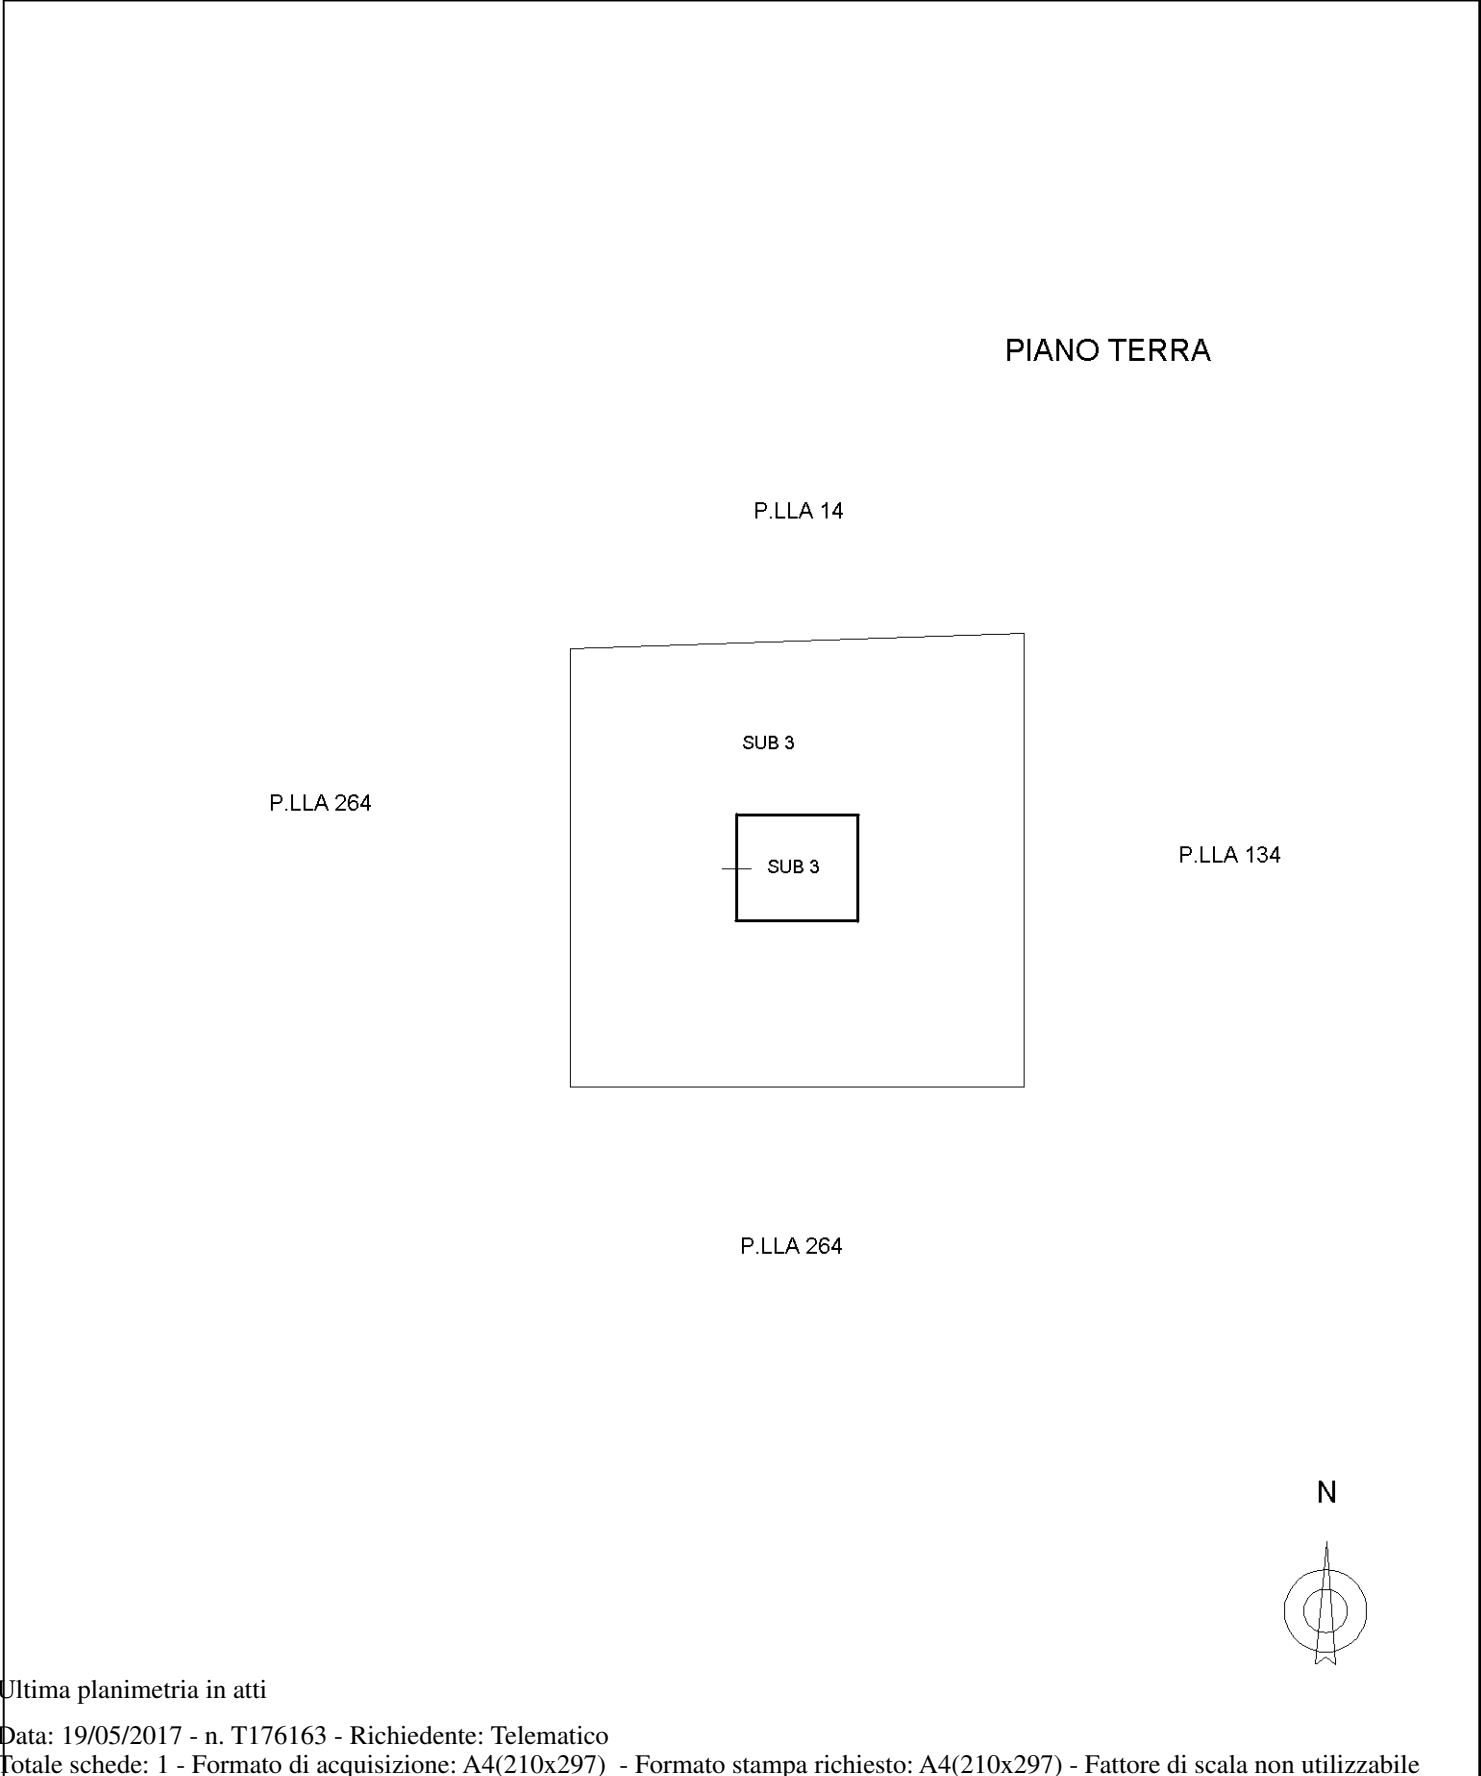 PIANO TERRA
P.LLA 14
SUB 3
P.LLA 264
P.LLA 134
SUB 3
P.LLA 264
N
Ultima planimetria in atti
Data: 19/05/2017 - n. T176163 - Richiedente: Telematico
Totale schede: 1 - Formato di acquisizione: A4(210x297) - Formato stampa richiesto: A4(210x297) - Fattore di scala non utilizzabile